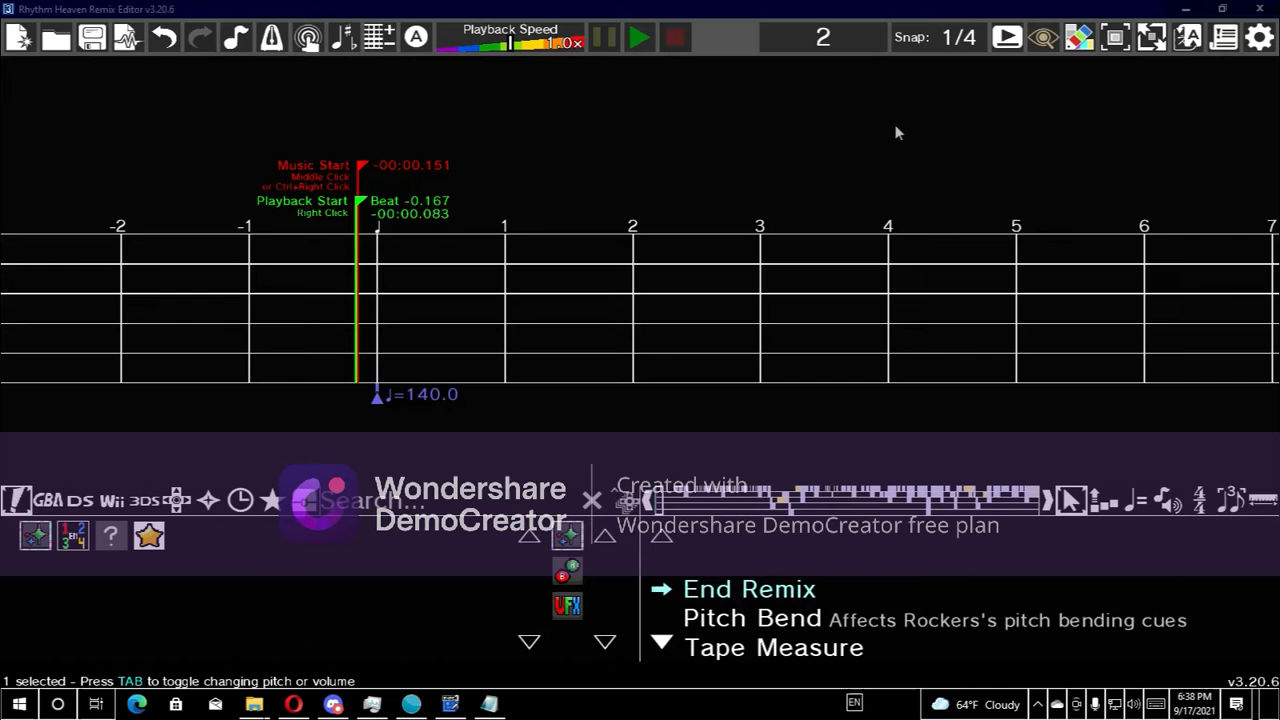 Rhythm Heaven Remix Editor v3.20.6
Playback Speed
1.0x
2
Snap: 1/4
Music Start -00:00.151
Middle Click
or Ctrl+Right Click
Playback Start Beat -0.167
Right Click -00:00.083
-2 -1 1 2 3 4 5 6 7
♩=140.0
GBA DS Wii 3DS
Search...
Wondershare
DemoCreator
Created with
Wondershare DemoCreator free plan
VFX
End Remix
Pitch Bend Affects Rockers's pitch bending cues
Tape Measure
1 selected - Press TAB to toggle changing pitch or volume
v3.20.6
EN
64°F Cloudy
6:38 PM
9/17/2021